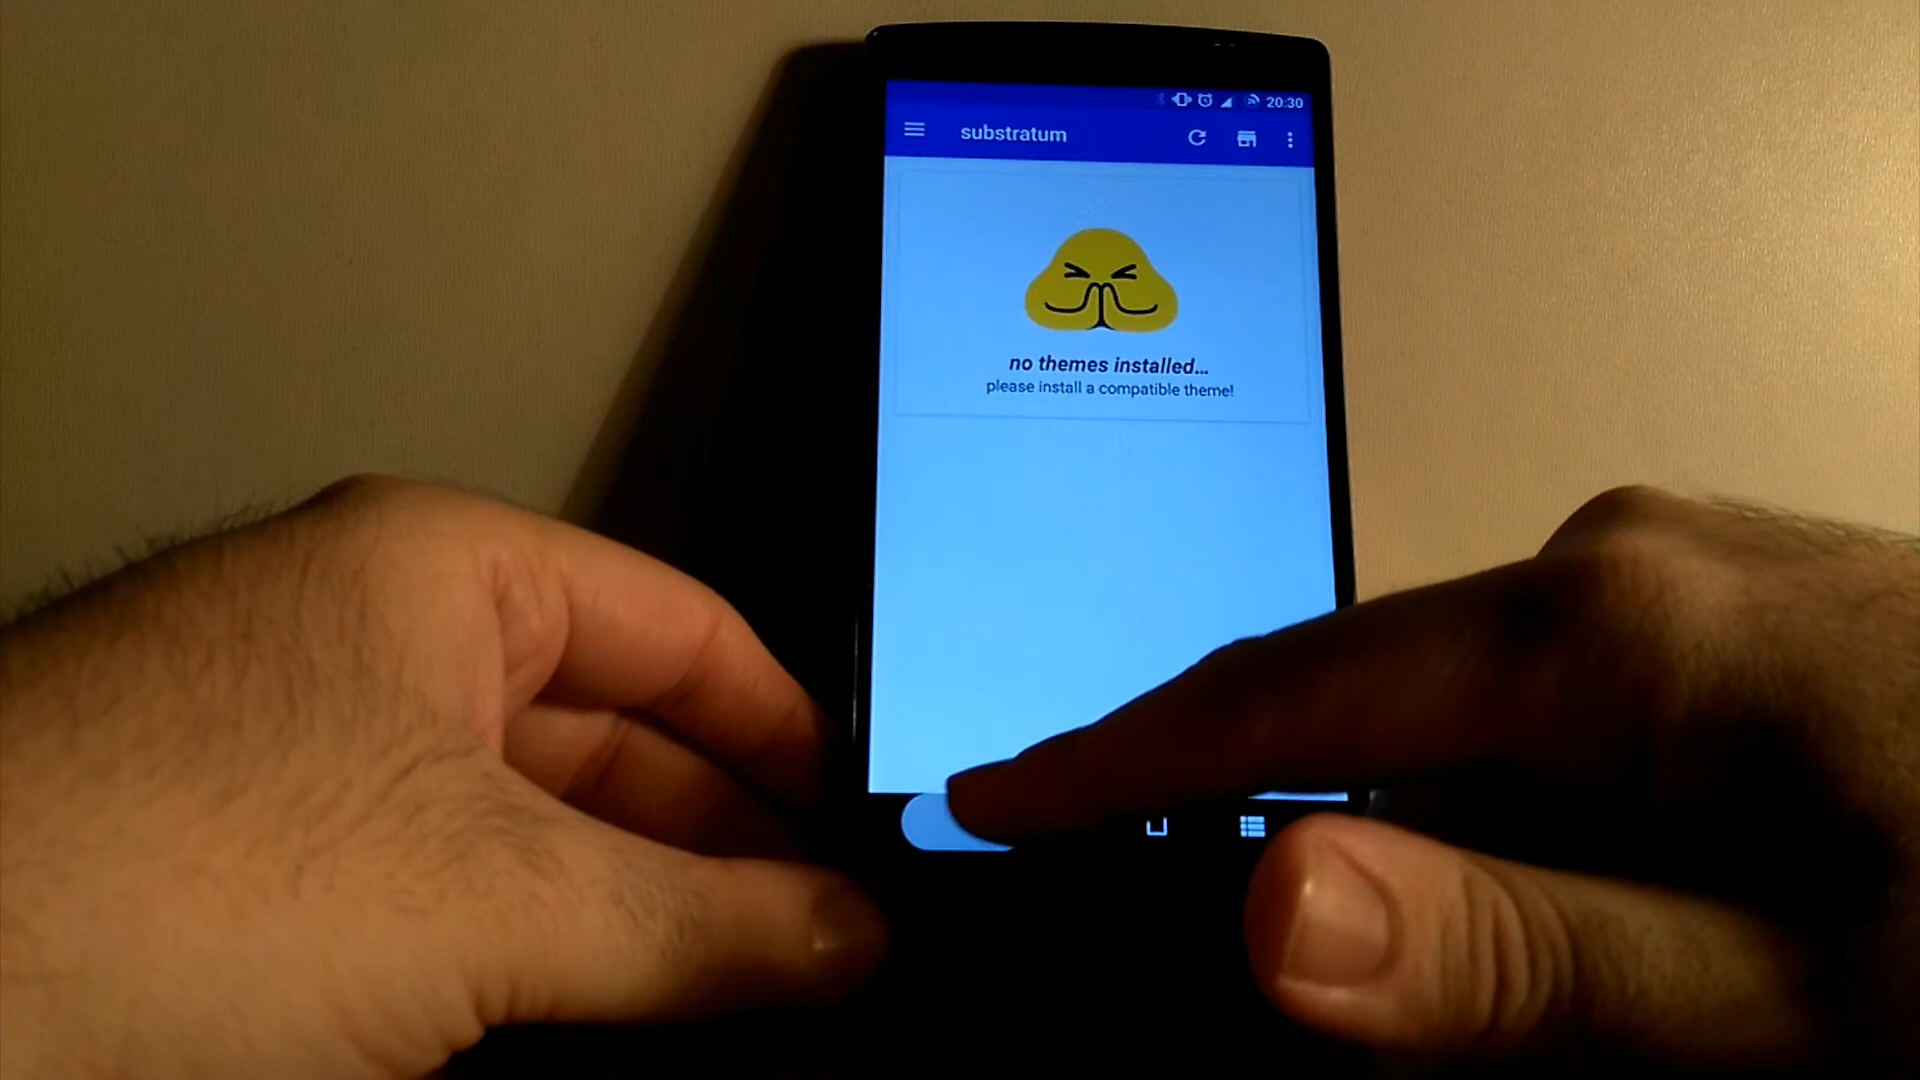 20:30
substratum
no themes installed...
please install a compatible theme!